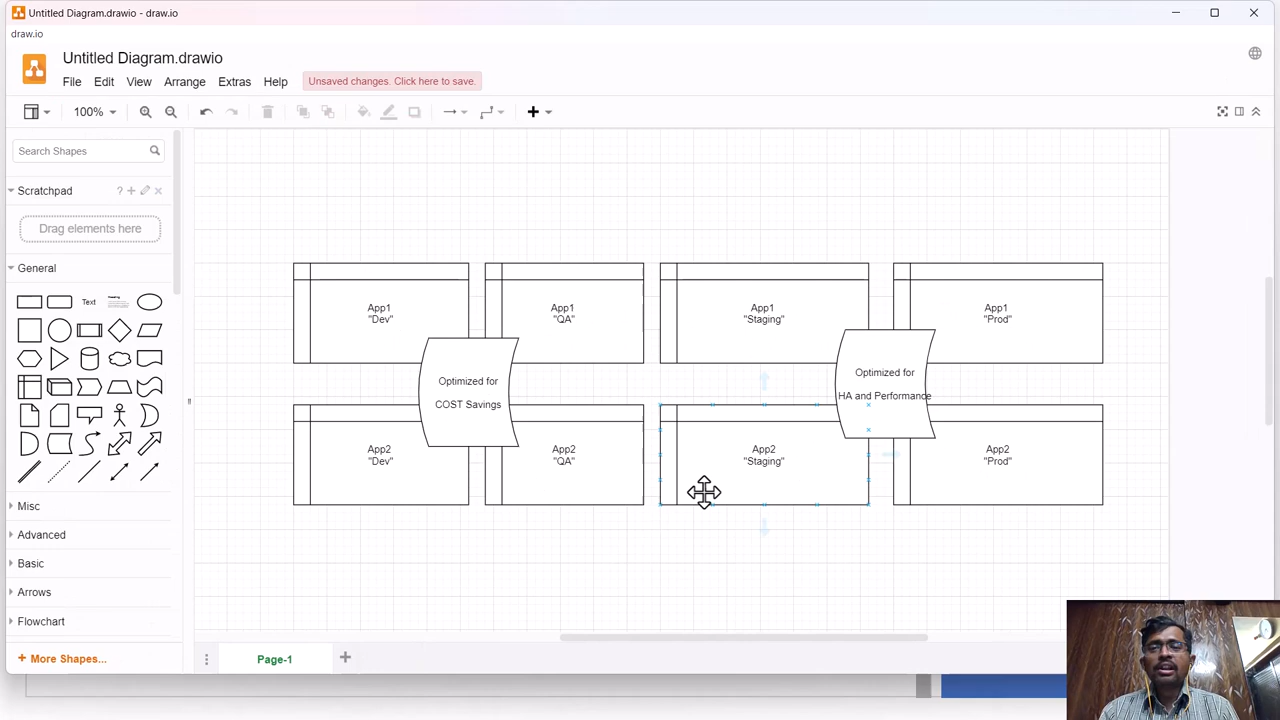 Untitled Diagram.drawio - draw.io
draw.io
Untitled Diagram.drawio
File Edit View Arrange Extras Help
Unsaved changes. Click here to save.
100%
Search Shapes
Scratchpad
?
Drag elements here
General
Text
Heading
Misc
Advanced
Basic
Arrows
Flowchart
+ More Shapes...
App1
"Dev"
App1
"QA"
App1
"Staging"
App1
"Prod"
Optimized for
COST Savings
Optimized for
HA and Performance
App2
"Dev"
App2
"QA"
App2
"Staging"
App2
"Prod"
Page-1